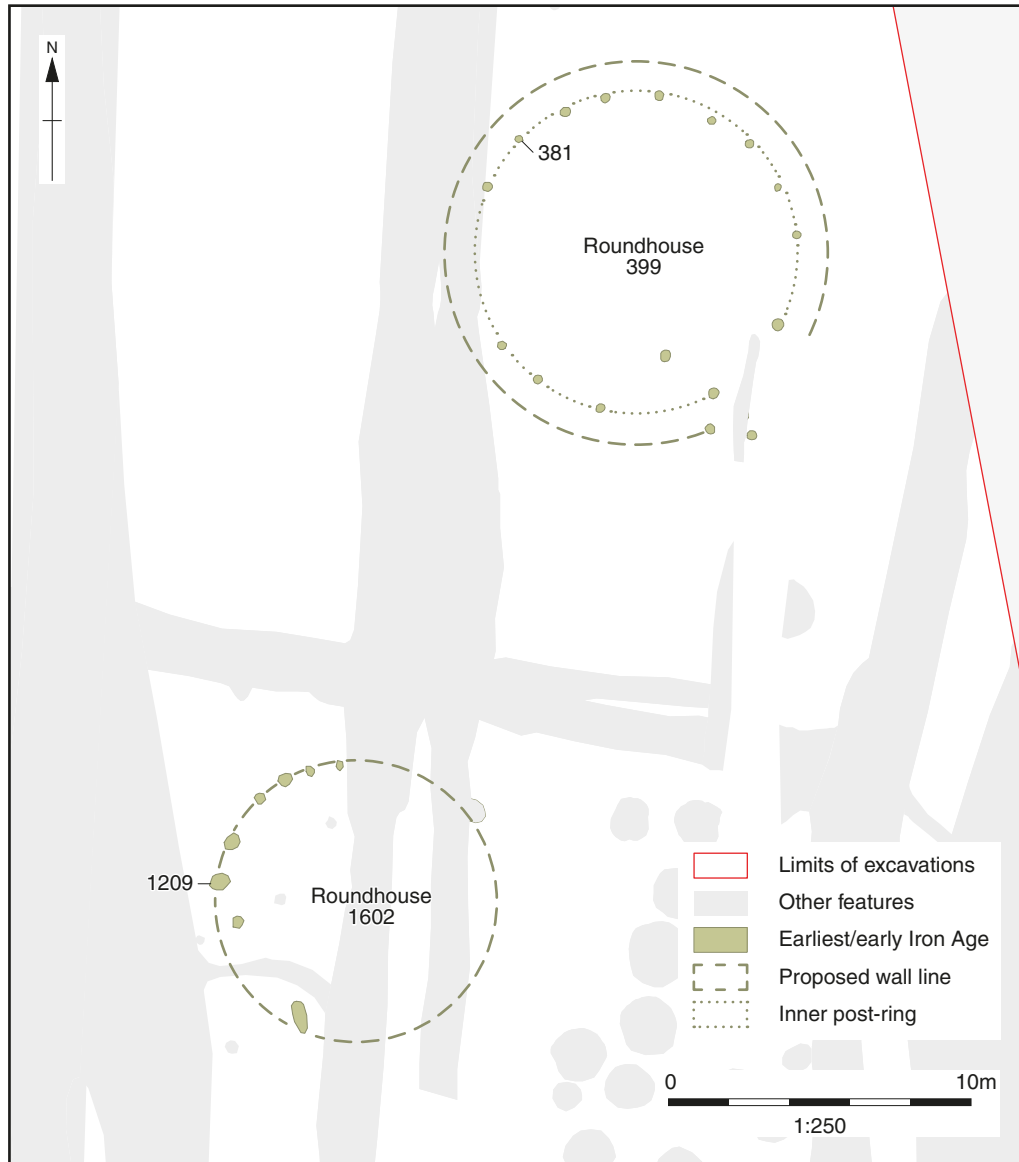 N
381
Roundhouse
399
1209
Roundhouse
1602
Limits of excavations
Other features
Earliest/early Iron Age
Proposed wall line
Inner post-ring
0 10m
1:250